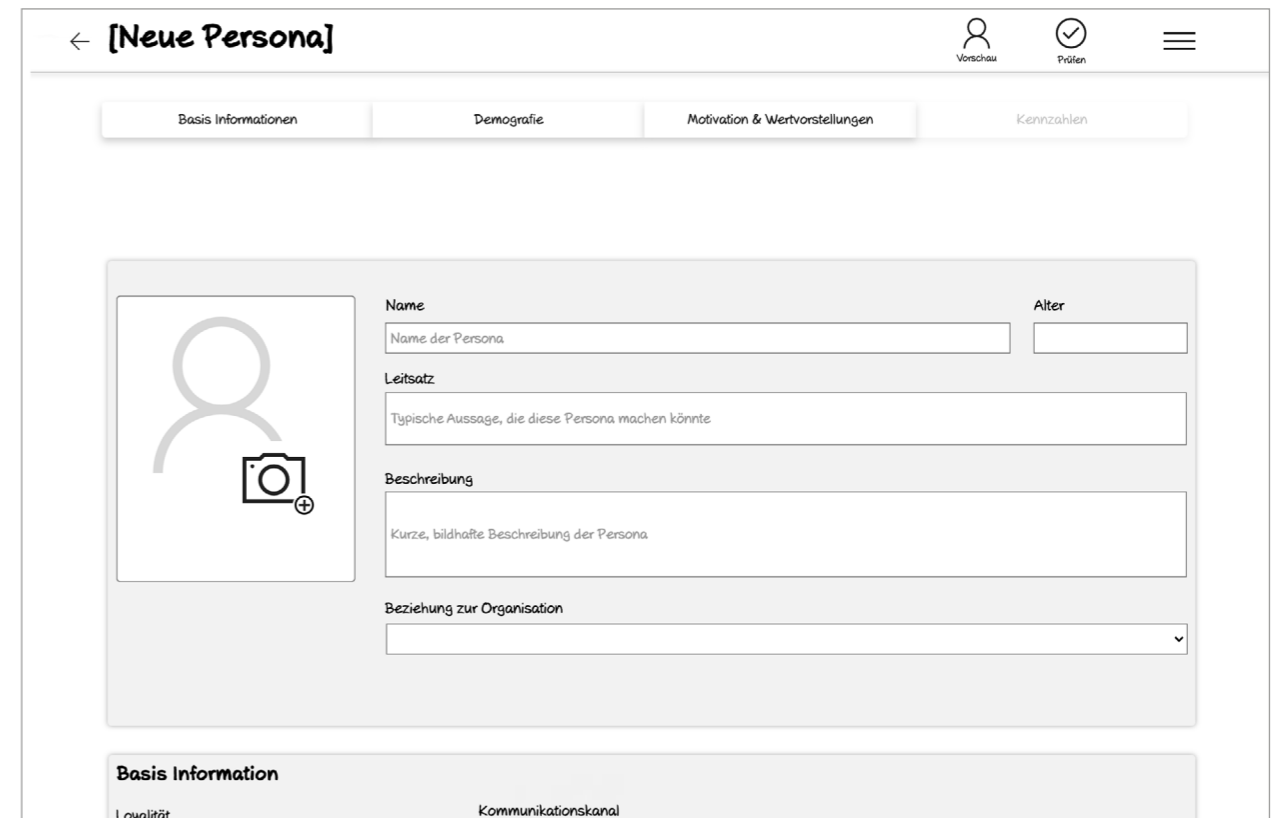 [Neue Persona]
Vorschau
Prüfen
Basis Informationen
Demografie
Motivation & Wertvorstellungen
Kennzahlen
Name
Alter
Name der Persona
Leitsatz
Typische Aussage, die diese Persona machen könnte
Beschreibung
Kurze, bildhafte Beschreibung der Persona
Beziehung zur Organisation
Basis Information
Loyalität
Kommunikationskanal